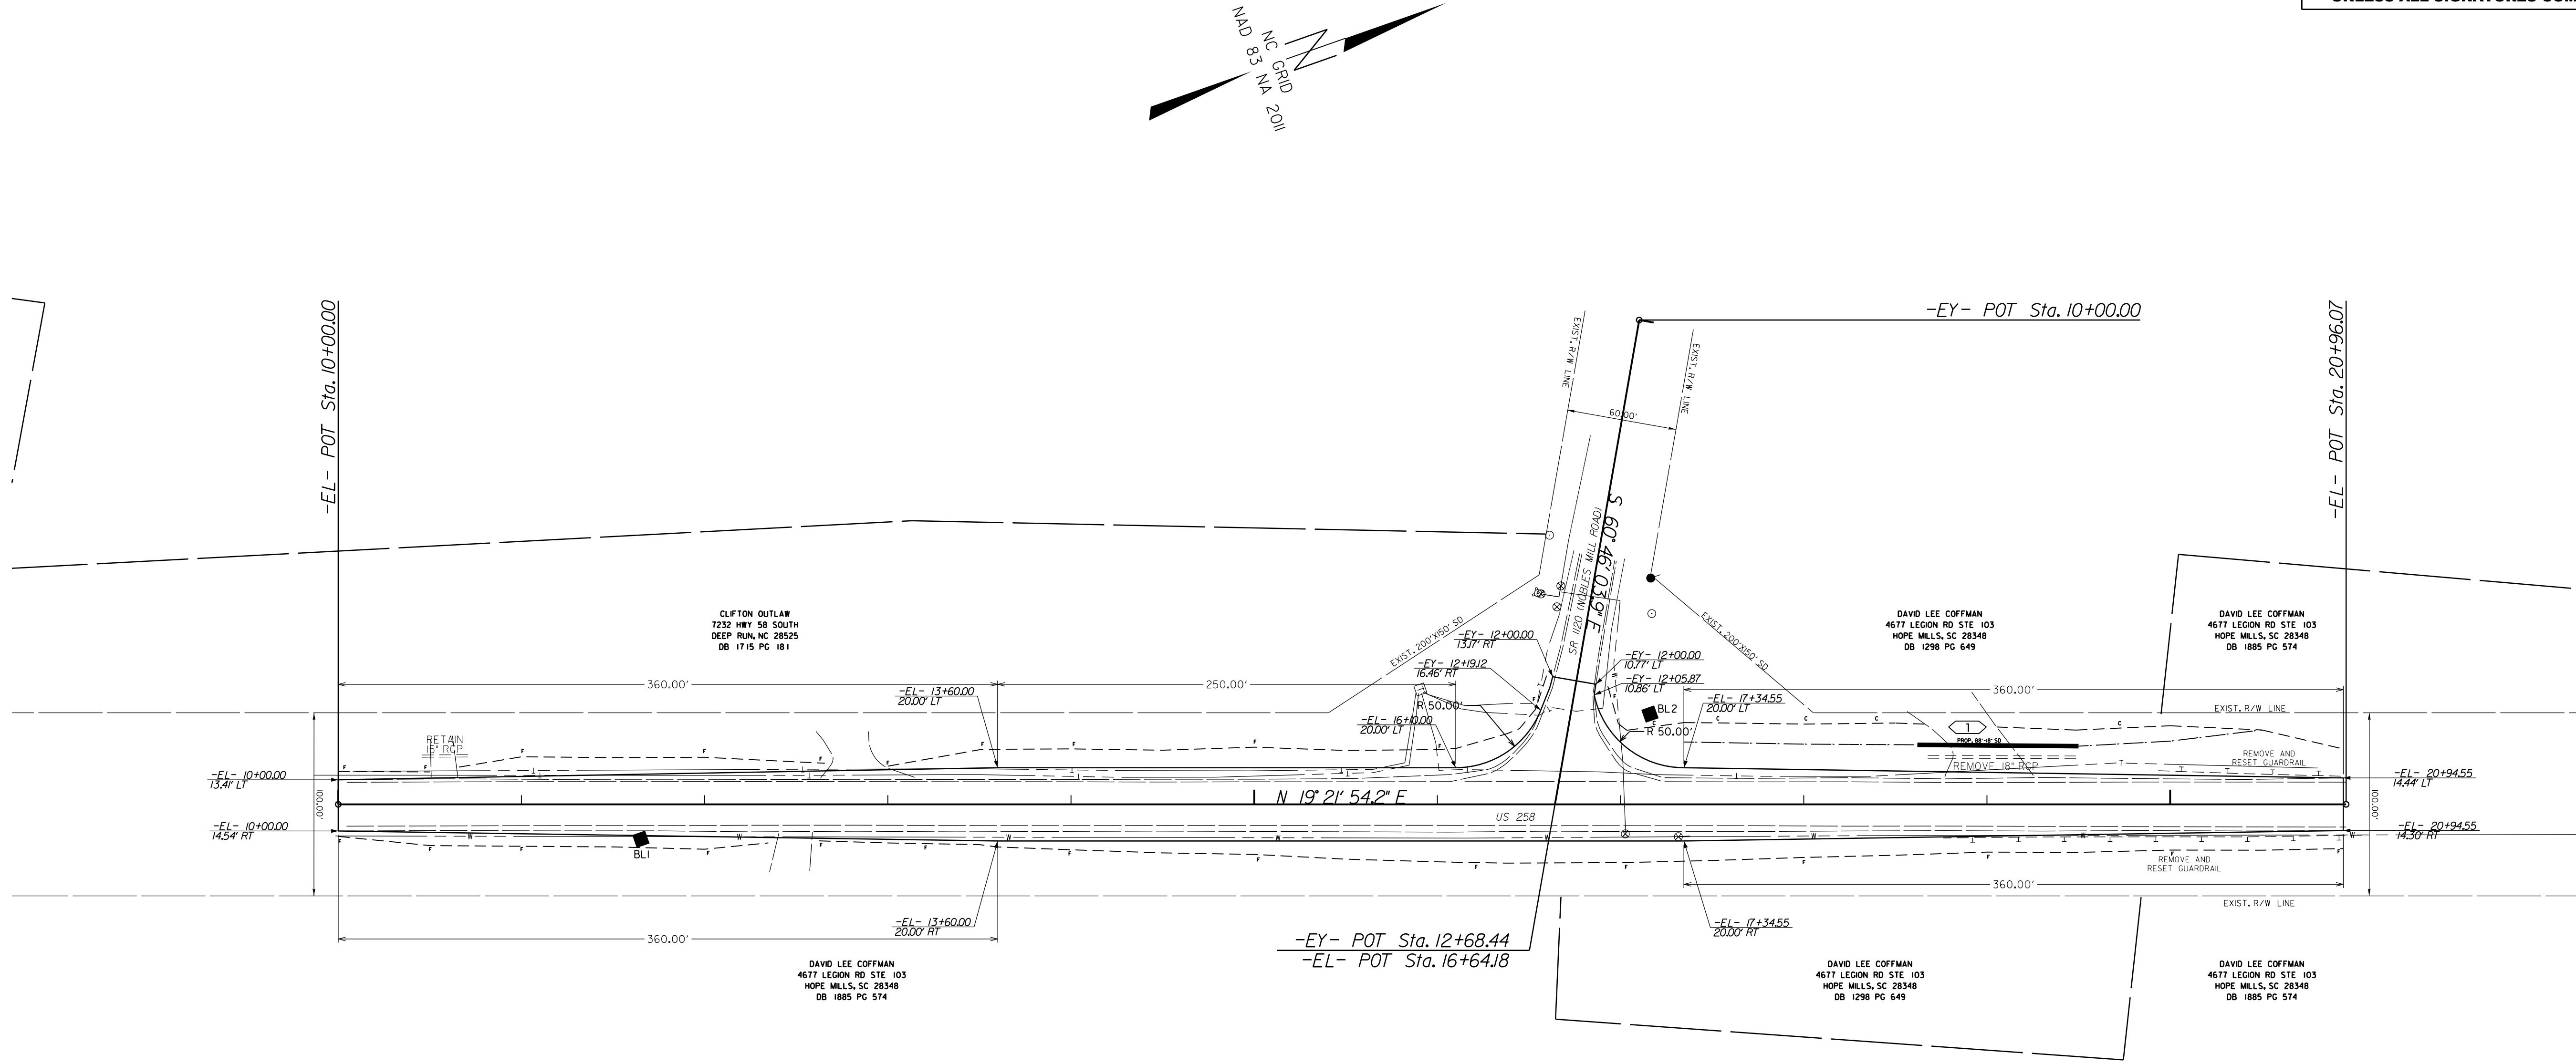 NC GRID
NAD 83 NA 2011
-EL- POT Sta. 10+00.00
-EY- POT Sta. 10+00.00
-EL- POT Sta. 20+96.07
EXIST. R/W LINE
EXIST. R/W LINE
60.00'
S 60° 46' 03.9" E
SR 1120 (NOBLES MILL ROAD)
CLIFTON OUTLAW
7232 HWY 58 SOUTH
DEEP RUN, NC 28525
DB 1715 PG 181
DAVID LEE COFFMAN
4677 LEGION RD STE 103
HOPE MILLS, SC 28348
DB 1298 PG 649
DAVID LEE COFFMAN
4677 LEGION RD STE 103
HOPE MILLS, SC 28348
DB 1885 PG 574
EXIST. 200'X150' SD
EXIST. 200'X150' SD
-EY- 12+00.00
13.17' RT
-EY- 12+19.12
16.46' RT
-EY- 12+00.00
10.77' LT
-EY- 12+05.87
10.86' LT
360.00'
250.00'
360.00'
-EL- 13+60.00
20.00' LT
-EL- 16+10.00
20.00' LT
R 50.00'
BL2
R 50.00'
-EL- 17+34.55
20.00' LT
EXIST. R/W LINE
1
PROP. 88'-18" SD
REMOVE 18" RCP
REMOVE AND
RESET GUARDRAIL
RETAIN
15" RCP
-EL- 10+00.00
13.41' LT
-EL- 20+94.55
14.44' LT
100.00'
100.00'
N 19° 21' 54.2" E
US 258
-EL- 10+00.00
14.54' RT
-EL- 20+94.55
14.30' RT
BL1
REMOVE AND
RESET GUARDRAIL
360.00'
EXIST. R/W LINE
-EL- 13+60.00
20.00' RT
-EL- 17+34.55
20.00' RT
360.00'
-EY- POT Sta. 12+68.44
-EL- POT Sta. 16+64.18
DAVID LEE COFFMAN
4677 LEGION RD STE 103
HOPE MILLS, SC 28348
DB 1885 PG 574
DAVID LEE COFFMAN
4677 LEGION RD STE 103
HOPE MILLS, SC 28348
DB 1298 PG 649
DAVID LEE COFFMAN
4677 LEGION RD STE 103
HOPE MILLS, SC 28348
DB 1885 PG 574